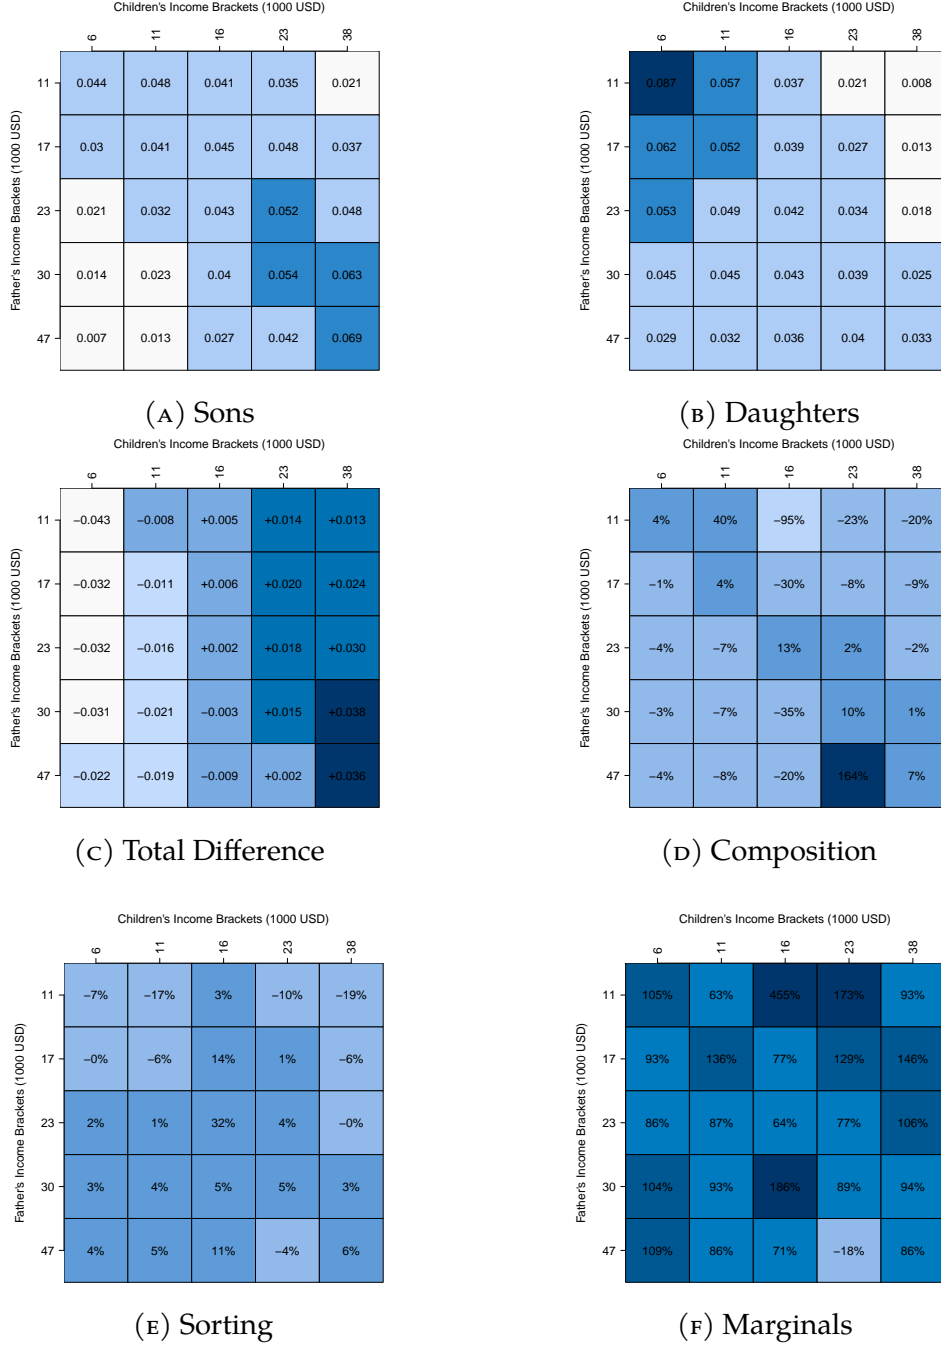 Children's Income Brackets (1000 USD)
6 11 16 23 38
Father's Income Brackets (1000 USD)
11 0.044 0.048 0.041 0.035 0.021
17 0.03 0.041 0.045 0.048 0.037
23 0.021 0.032 0.043 0.052 0.048
30 0.014 0.023 0.04 0.054 0.063
47 0.007 0.013 0.027 0.042 0.069
(A) Sons
Children's Income Brackets (1000 USD)
6 11 16 23 38
Father's Income Brackets (1000 USD)
11 0.087 0.057 0.037 0.021 0.008
17 0.062 0.052 0.039 0.027 0.013
23 0.053 0.049 0.042 0.034 0.018
30 0.045 0.045 0.043 0.039 0.025
47 0.029 0.032 0.036 0.04 0.033
(B) Daughters
Children's Income Brackets (1000 USD)
6 11 16 23 38
Father's Income Brackets (1000 USD)
11 −0.043 −0.008 +0.005 +0.014 +0.013
17 −0.032 −0.011 +0.006 +0.020 +0.024
23 −0.032 −0.016 +0.002 +0.018 +0.030
30 −0.031 −0.021 −0.003 +0.015 +0.038
47 −0.022 −0.019 −0.009 +0.002 +0.036
(C) Total Difference
Children's Income Brackets (1000 USD)
6 11 16 23 38
Father's Income Brackets (1000 USD)
11 4% 40% −95% −23% −20%
17 −1% 4% −30% −8% −9%
23 −4% −7% 13% 2% −2%
30 −3% −7% −35% 10% 1%
47 −4% −8% −20% 164% 7%
(D) Composition
Children's Income Brackets (1000 USD)
6 11 16 23 38
Father's Income Brackets (1000 USD)
11 −7% −17% 3% −10% −19%
17 −0% −6% 14% 1% −6%
23 2% 1% 32% 4% −0%
30 3% 4% 5% 5% 3%
47 4% 5% 11% −4% 6%
(E) Sorting
Children's Income Brackets (1000 USD)
6 11 16 23 38
Father's Income Brackets (1000 USD)
11 105% 63% 455% 173% 93%
17 93% 136% 77% 129% 146%
23 86% 87% 64% 77% 106%
30 104% 93% 186% 89% 94%
47 109% 86% 71% −18% 86%
(F) Marginals